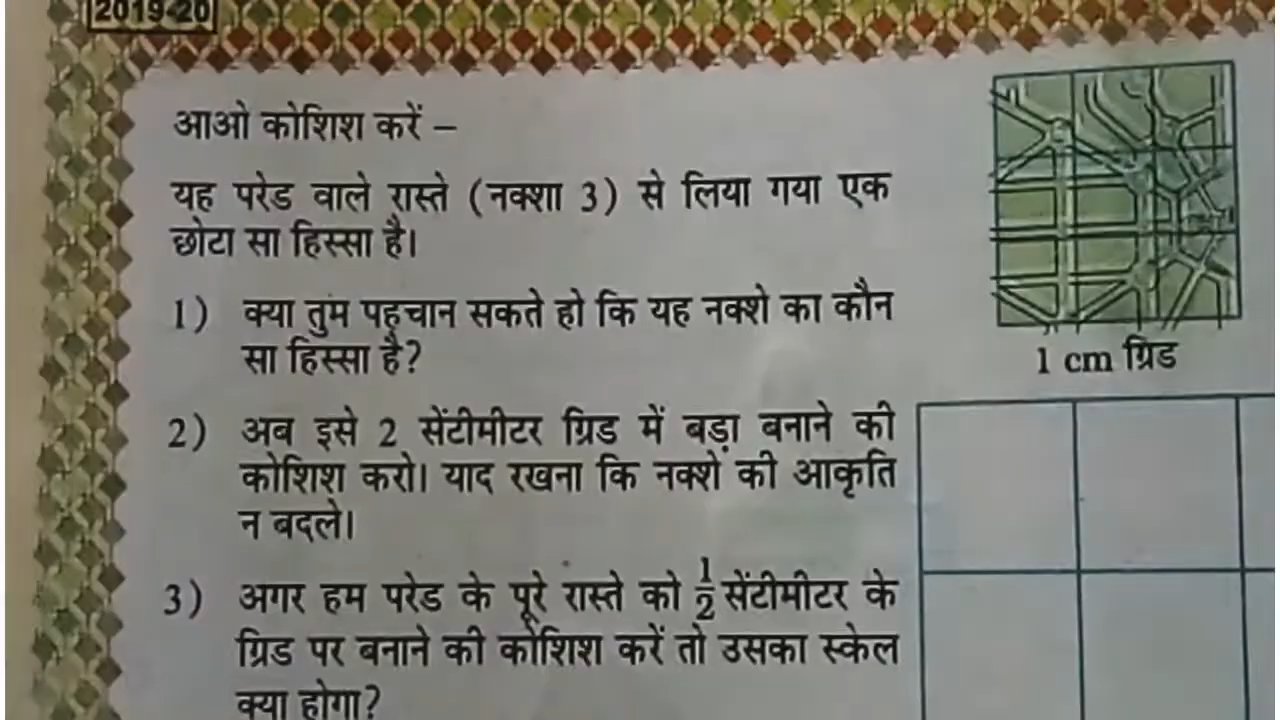 2019-20
आओ कोशिश करें –
यह परेड वाले रास्ते (नक्शा 3) से लिया गया एक
छोटा सा हिस्सा है।
1) क्या तुम पहचान सकते हो कि यह नक्शे का कौन
सा हिस्सा है?
1 cm ग्रिड
2) अब इसे 2 सेंटीमीटर ग्रिड में बड़ा बनाने की
कोशिश करो। याद रखना कि नक्शे की आकृति
न बदले।
3) अगर हम परेड के पूरे रास्ते को 1/2 सेंटीमीटर के
ग्रिड पर बनाने की कोशिश करें तो उसका स्केल
क्या होगा?